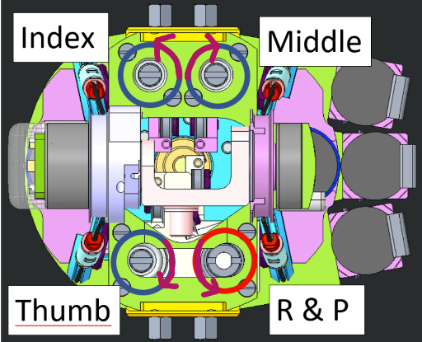 Index
Middle
Thumb
R & P